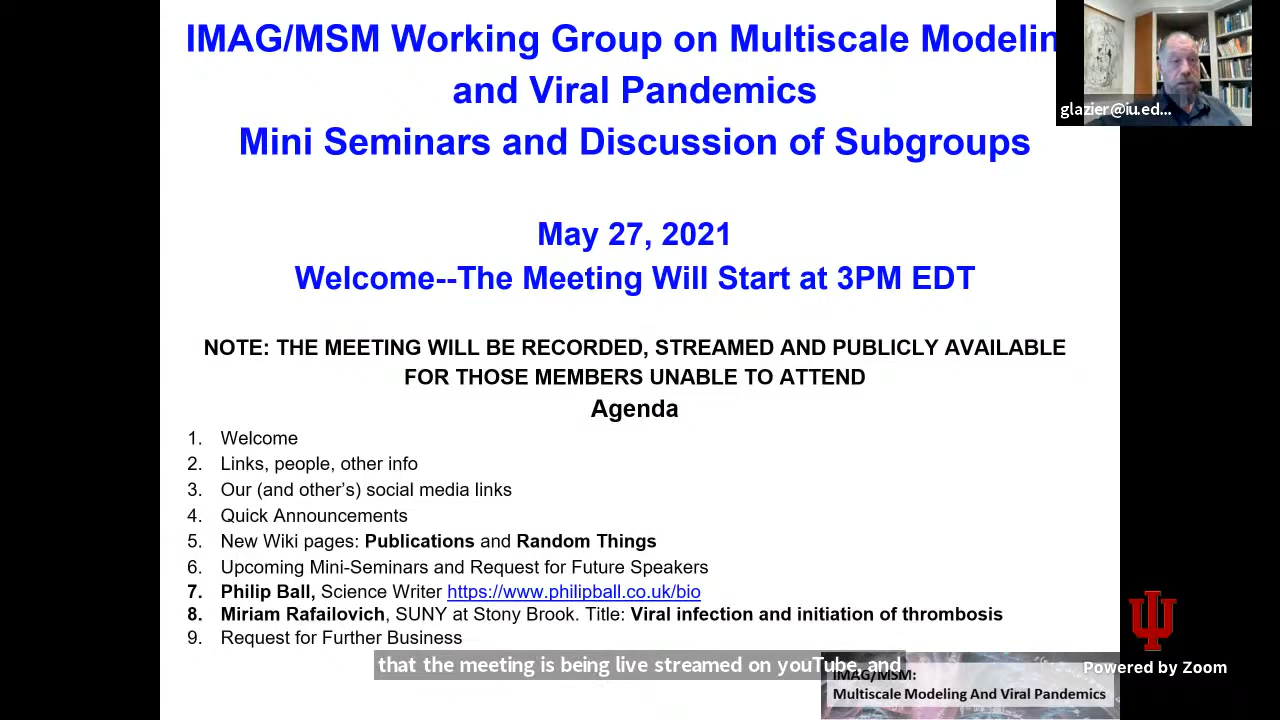 IMAG/MSM Working Group on Multiscale Modelin
and Viral Pandemics
Mini Seminars and Discussion of Subgroups
glazier@iu.ed...
May 27, 2021
Welcome--The Meeting Will Start at 3PM EDT
NOTE: THE MEETING WILL BE RECORDED, STREAMED AND PUBLICLY AVAILABLE
FOR THOSE MEMBERS UNABLE TO ATTEND
Agenda
1. Welcome
2. Links, people, other info
3. Our (and other's) social media links
4. Quick Announcements
5. New Wiki pages: Publications and Random Things
6. Upcoming Mini-Seminars and Request for Future Speakers
7. Philip Ball, Science Writer https://www.philipball.co.uk/bio
8. Miriam Rafailovich, SUNY at Stony Brook. Title: Viral infection and initiation of thrombosis
9. Request for Further Business
that the meeting is being live streamed on youTube, and
Powered by Zoom
IMAG/MSM:
Multiscale Modeling And Viral Pandemics